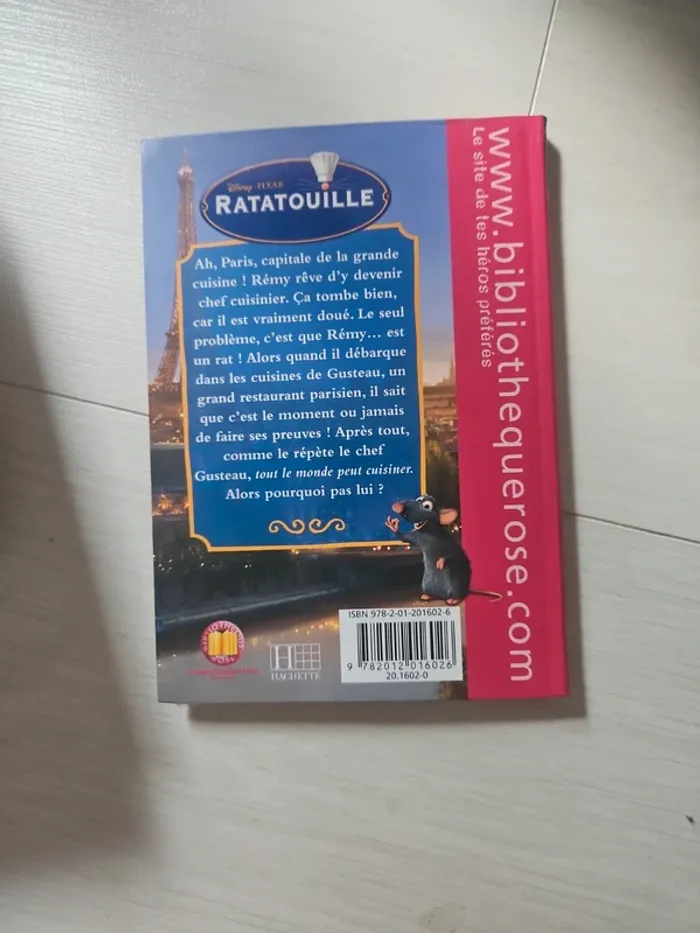 Disney · PIXAR
RATATOUILLE
Ah, Paris, capitale de la grande
cuisine ! Rémy rêve d'y devenir
chef cuisinier. Ça tombe bien,
car il est vraiment doué. Le seul
problème, c'est que Rémy... est
un rat ! Alors quand il débarque
dans les cuisines de Gusteau, un
grand restaurant parisien, il sait
que c'est le moment ou jamais
de faire ses preuves ! Après tout,
comme le répète le chef
Gusteau, tout le monde peut cuisiner.
Alors pourquoi pas lui ?
www.bibliothequerose.com
Le site de tes héros préférés
ISBN 978-2-01-201602-6
9 782012 016026
20.1602-0
H
HACHETTE
ROSE